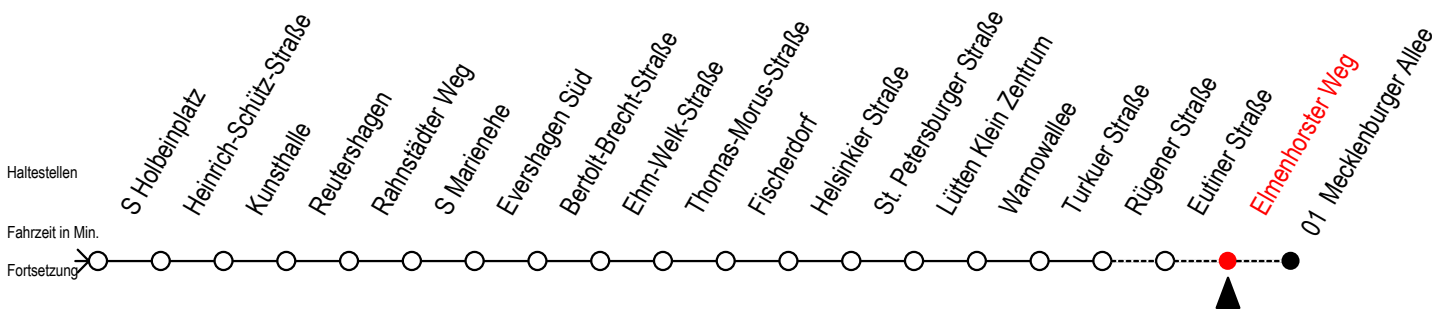 Haltestellen
S Holbeinplatz
Heinrich-Schütz-Straße
Kunsthalle
Reutershagen
Rahnstädter Weg
S Marienehe
Evershagen Süd
Bertolt-Brecht-Straße
Ehm-Welk-Straße
Thomas-Morus-Straße
Fischerdorf
Helsinkier Straße
St. Petersburger Straße
Lütten Klein Zentrum
Warnowallee
Turkuer Straße
Rügener Straße
Eutiner Straße
Elmenhorster Weg
01 Mecklenburger Allee
Fahrzeit in Min.
Fortsetzung